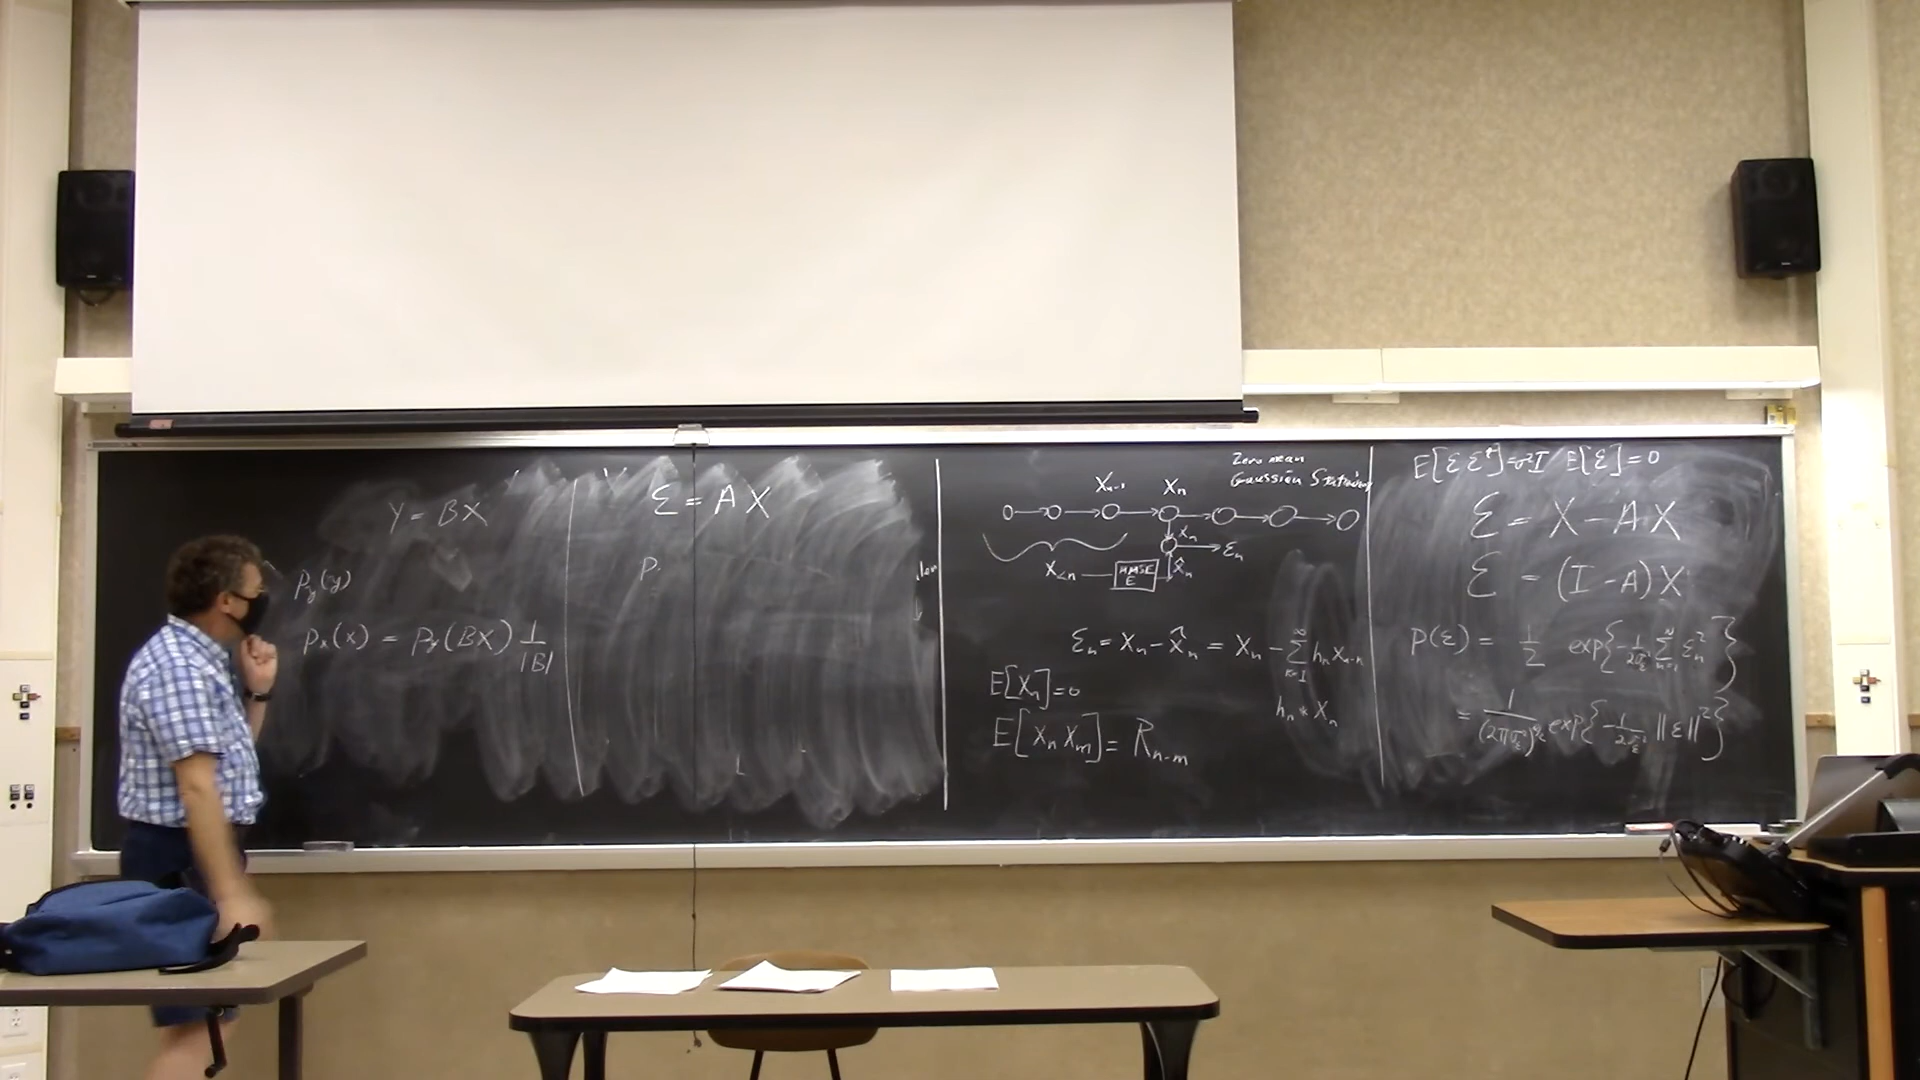 Y = BX
P_y(y)
P_x(x) = P_y(BX) 1/|B|
ε = AX
P.
Zero mean
Gaussian Stationary
X_{n-1} X_n
X_n
ε_n
X_{<n} MMSE X̂_n
E
ε_n = X_n - X̂_n = X_n - Σ_{n=1}^{∞} h_n X_{n-n}
h_n * X_n
E[X_n] = 0
E[X_n X_m] = R_{n-m}
E[ε ε^t] = σ²I E[ε] = 0
ε = X - AX
ε = (I - A)X
P(ε) = 1/Z exp{-1/2σ_ε² Σ_{n=1}^{N} ε_n²}
= 1/(2πσ_ε²)^{N/2} exp{-1/2σ_ε² ||ε||²}